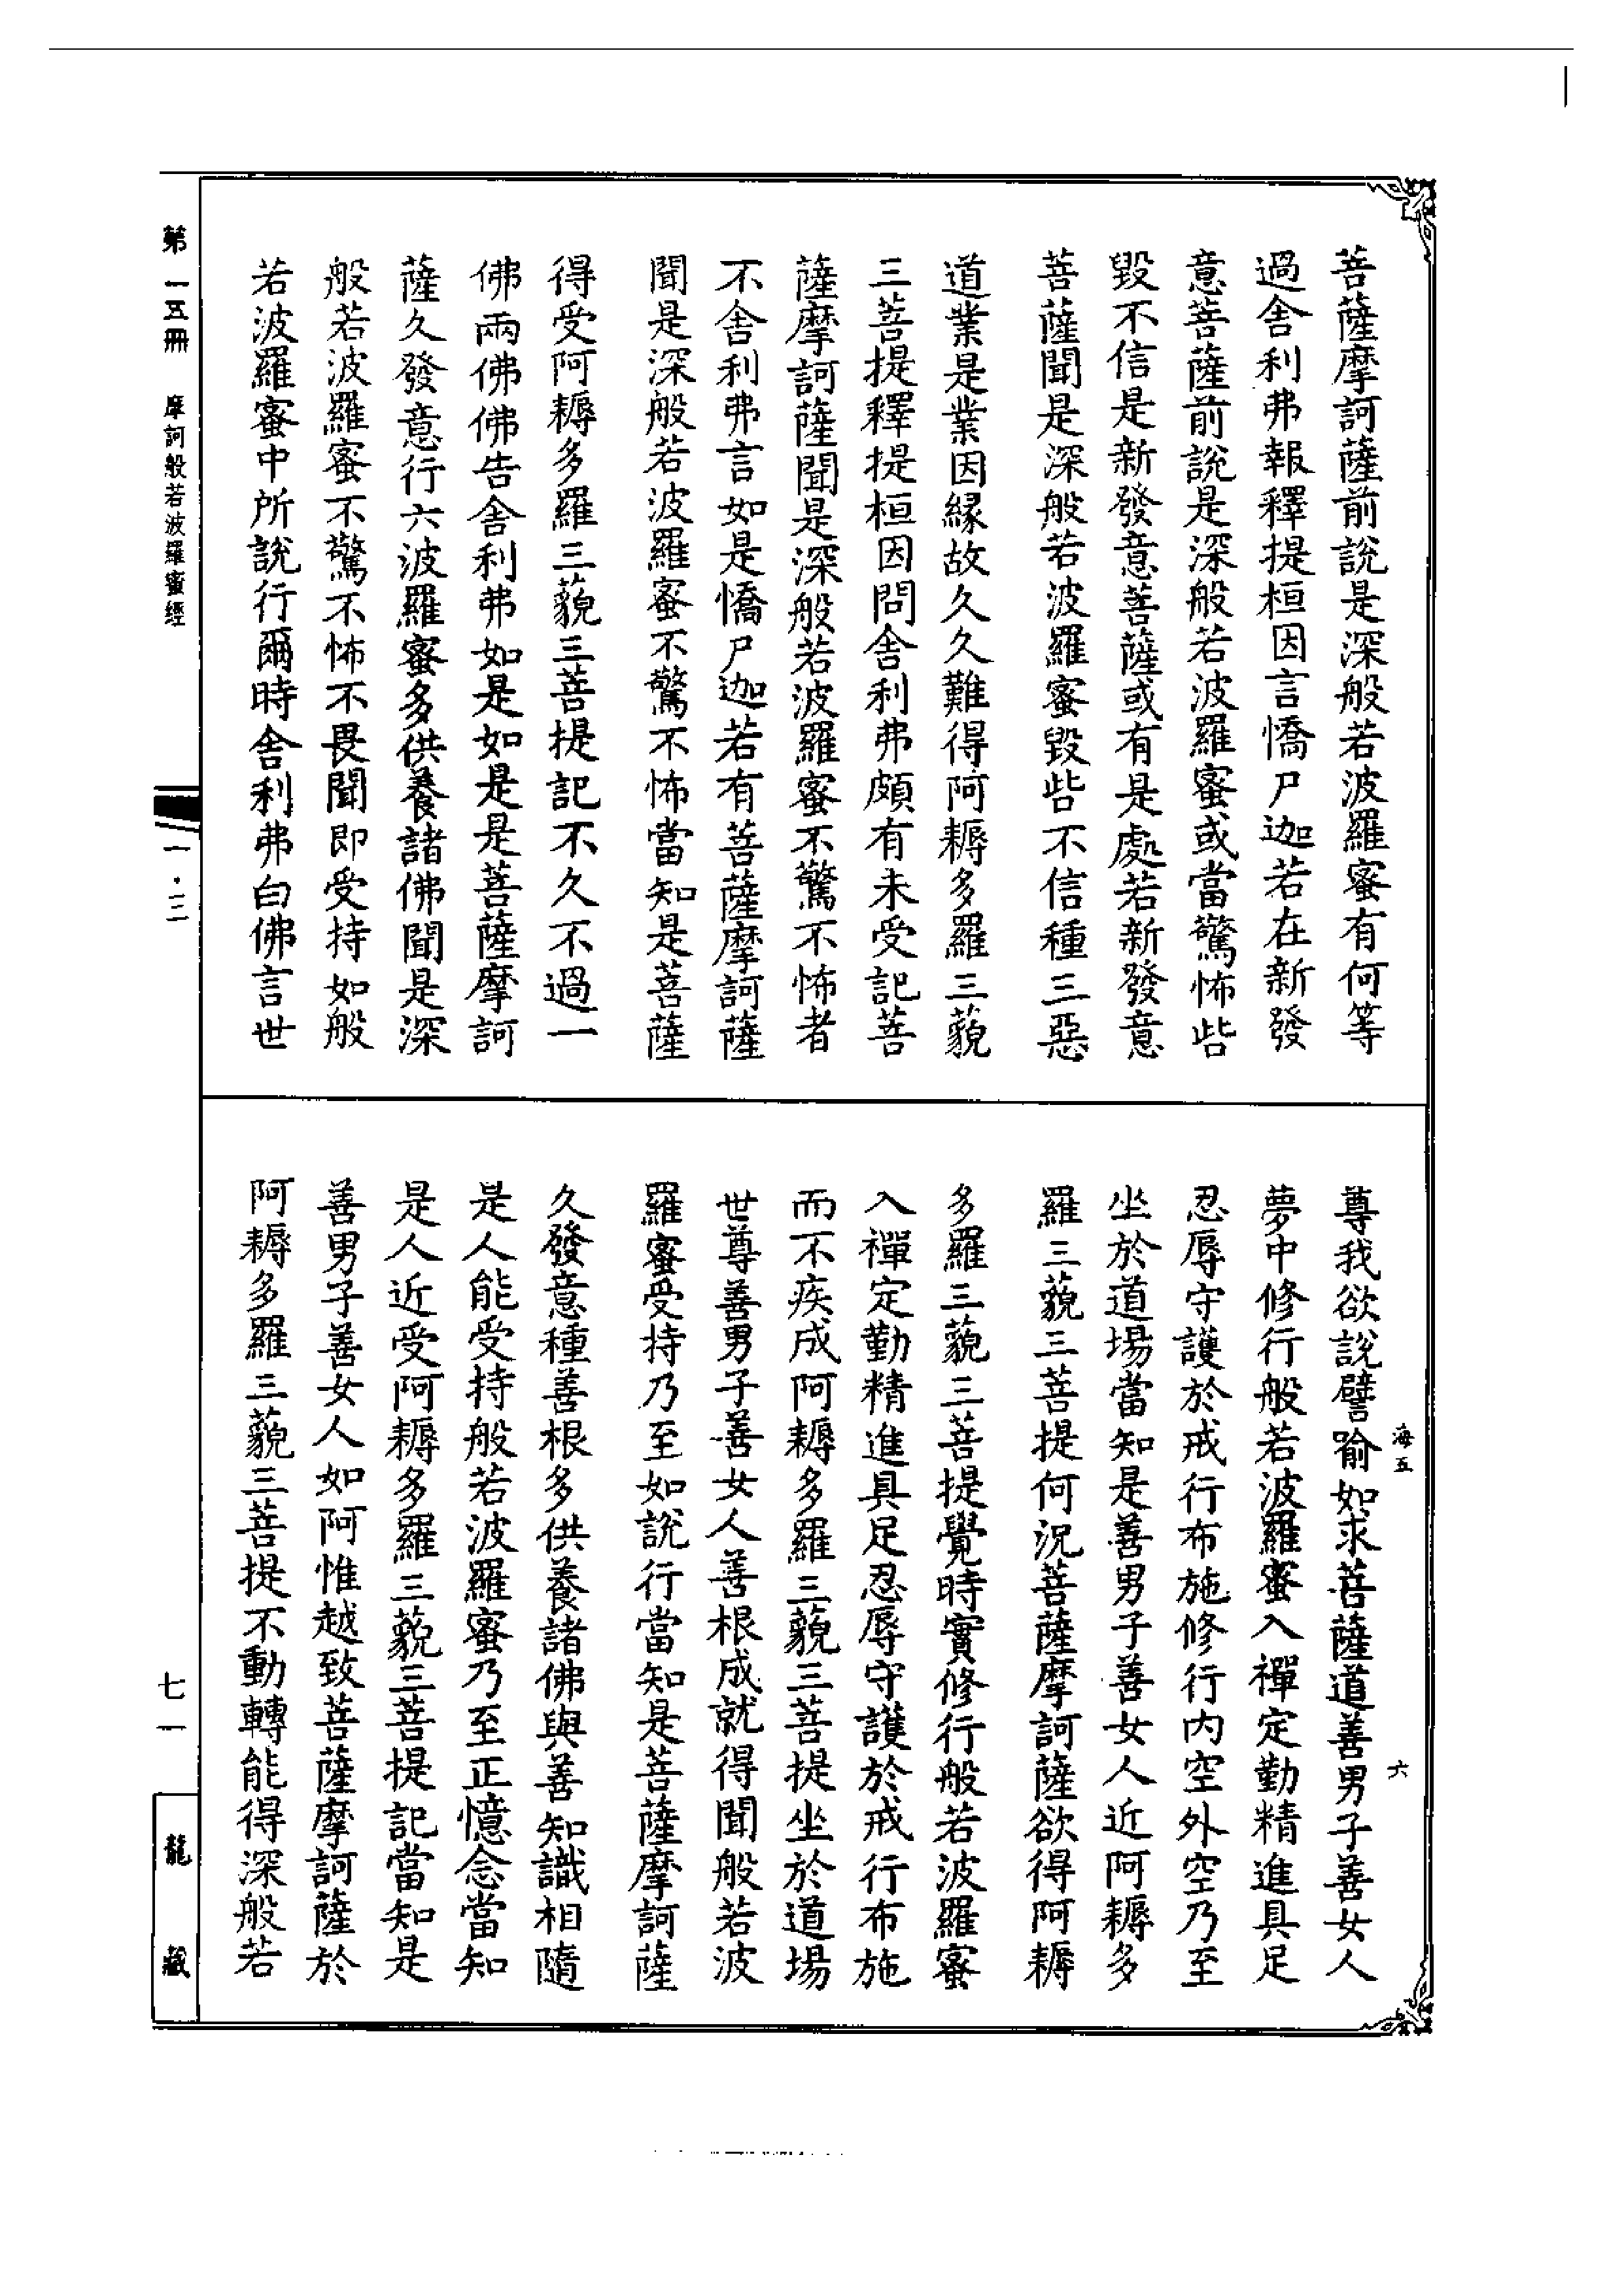 菩薩摩訶薩前說是深般若波羅蜜有何等
過舍利弗報釋提桓因言憍尸迦若在新發
意菩薩前說是深般若波羅蜜或當驚怖呰
毀不信是新發意菩薩或有是處若新發意
菩薩聞是深般若波羅蜜毀呰不信種三惡
道業是業因緣故久久難得阿耨多羅三藐
三菩提釋提桓因問舍利弗頗有未受記菩
薩摩訶薩聞是深般若波羅蜜不驚不怖者
不舍利弗言如是憍尸迦若有菩薩摩訶薩
聞是深般若波羅蜜不驚不怖當知是菩薩
得受阿耨多羅三藐三菩提記不久不過一
佛兩佛佛告舍利弗如是如是是菩薩摩訶
薩久發意行六波羅蜜多供養諸佛聞是深
般若波羅蜜不驚不怖不畏聞即受持如般
若波羅蜜中所說行爾時舍利弗白佛言世
尊我欲說譬喻如求菩薩道善男子善女人
夢中修行般若波羅蜜入禪定勤精進具足
忍辱守護於戒行布施修行內空外空乃至
坐於道場當知是善男子善女人近阿耨多
羅三藐三菩提何況菩薩摩訶薩欲得阿耨
多羅三藐三菩提覺時實修行般若波羅蜜
入禪定勤精進具足忍辱守護於戒行布施
而不疾成阿耨多羅三藐三菩提坐於道場
世尊善男子善女人善根成就得聞般若波
羅蜜受持乃至如說行當知是菩薩摩訶薩
久發意種善根多供養諸佛與善知識相隨
是人能受持般若波羅蜜乃至正憶念當知
是人近受阿耨多羅三藐三菩提記當知是
善男子善女人如阿惟越致菩薩摩訶薩於
阿耨多羅三藐三菩提不動轉能得深般若
海五
六
第一五冊 摩訶般若波羅蜜經
一·三
七一
龍藏